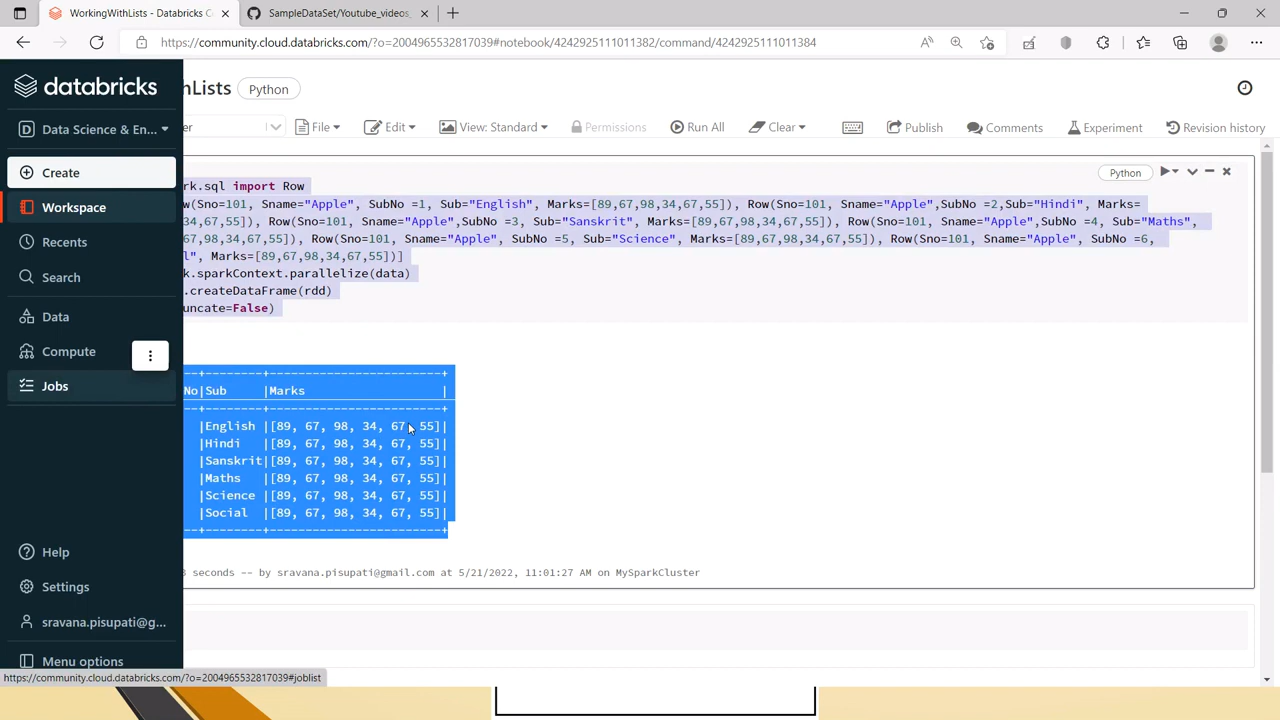 WorkingWithLists - Databricks C
SampleDataSet/Youtube_videos_
https://community.cloud.databricks.com/?o=2004965532817039#notebook/4242925111011382/command/4242925111011384
databricks
hLists
Python
D Data Science & En...
er
File
Edit
View: Standard
Permissions
Run All
Clear
Publish
Comments
Experiment
Revision history
Create
Workspace
Recents
Search
Data
Compute
Jobs
Help
Settings
sravana.pisupati@g...
Menu options
Python
rk.sql import Row
w(Sno=101, Sname="Apple", SubNo =1, Sub="English", Marks=[89,67,98,34,67,55]), Row(Sno=101, Sname="Apple",SubNo =2,Sub="Hindi", Marks=
34,67,55]), Row(Sno=101, Sname="Apple",SubNo =3, Sub="Sanskrit", Marks=[89,67,98,34,67,55]), Row(Sno=101, Sname="Apple",SubNo =4, Sub="Maths",
67,98,34,67,55]), Row(Sno=101, Sname="Apple", SubNo =5, Sub="Science", Marks=[89,67,98,34,67,55]), Row(Sno=101, Sname="Apple", SubNo =6,
l", Marks=[89,67,98,34,67,55])]
k.sparkContext.parallelize(data)
.createDataFrame(rdd)
uncate=False)
--+--------+------------------------+
No|Sub     |Marks                   |
--+--------+------------------------+
|English |[89, 67, 98, 34, 67, 55]|
|Hindi   |[89, 67, 98, 34, 67, 55]|
|Sanskrit|[89, 67, 98, 34, 67, 55]|
|Maths   |[89, 67, 98, 34, 67, 55]|
|Science |[89, 67, 98, 34, 67, 55]|
|Social  |[89, 67, 98, 34, 67, 55]|
--+--------+------------------------+
seconds -- by sravana.pisupati@gmail.com at 5/21/2022, 11:01:27 AM on MySparkCluster
https://community.cloud.databricks.com/?o=2004965532817039#joblist